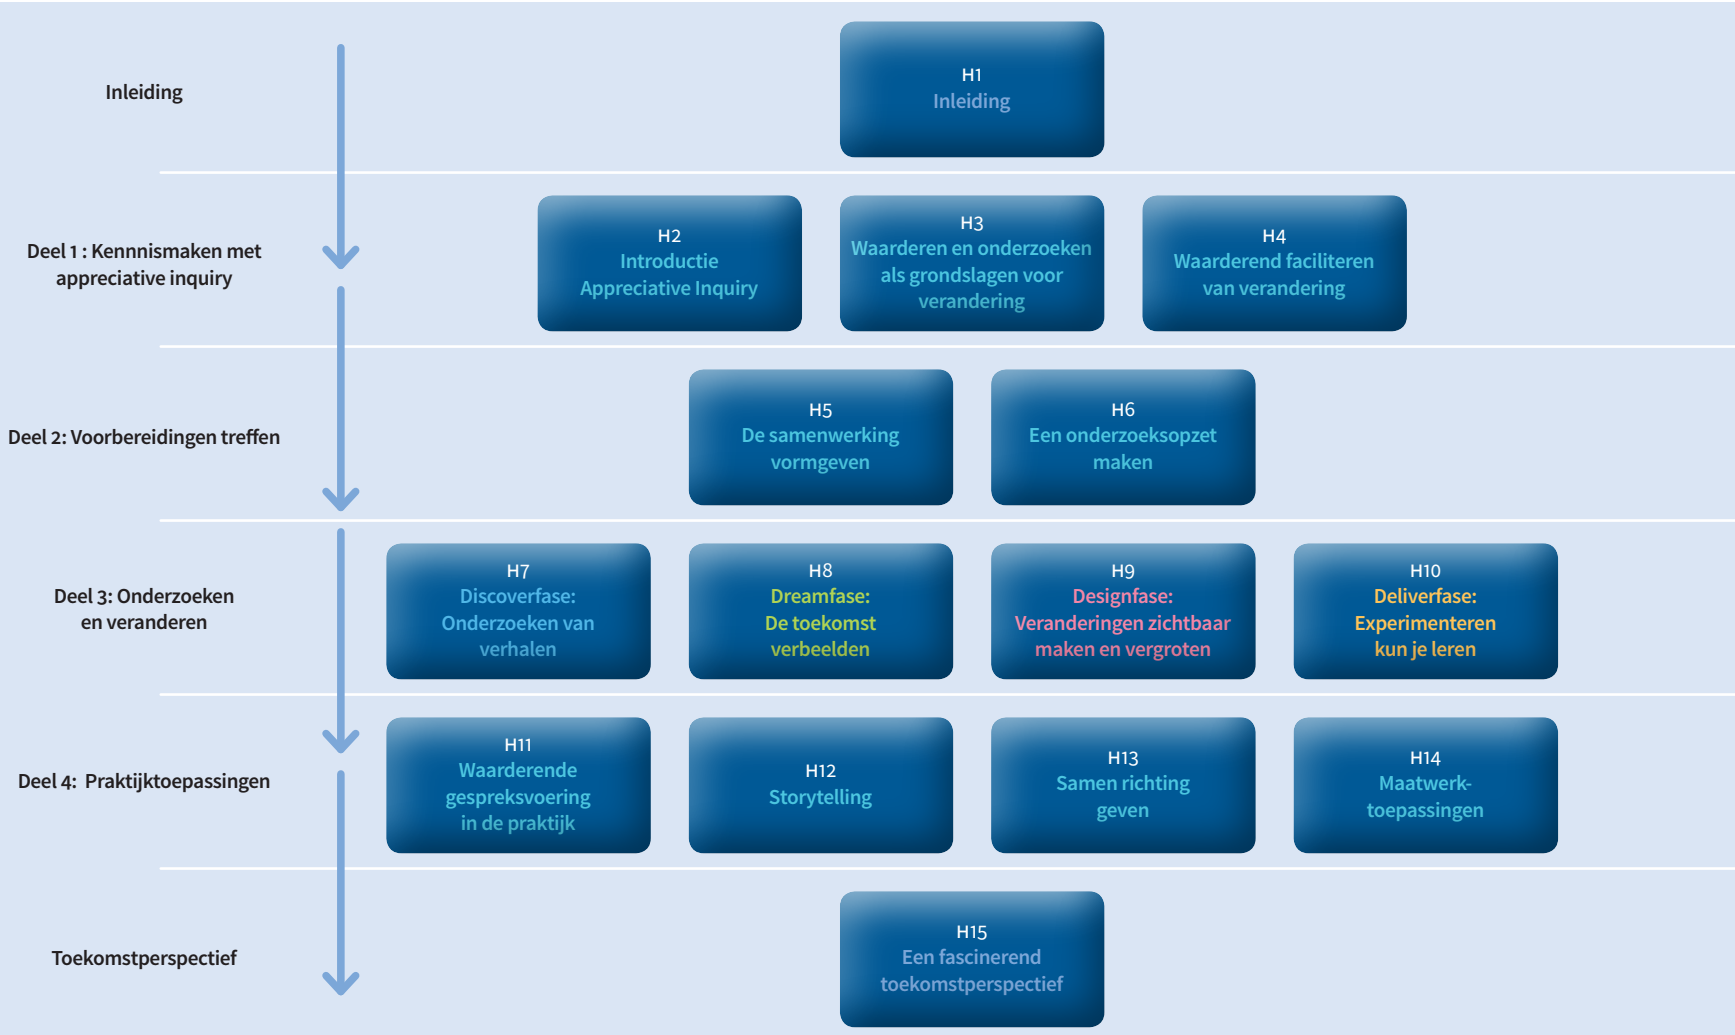 Inleiding
H1
Inleiding
Deel 1 : Kennnismaken met
appreciative inquiry
H2
Introductie
Appreciative Inquiry
H3
Waarderen en onderzoeken
als grondslagen voor
verandering
H4
Waarderend faciliteren
van verandering
Deel 2: Voorbereidingen treffen
H5
De samenwerking
vormgeven
H6
Een onderzoeksopzet
maken
Deel 3: Onderzoeken
en veranderen
H7
Discoverfase:
Onderzoeken van
verhalen
H8
Dreamfase:
De toekomst
verbeelden
H9
Designfase:
Veranderingen zichtbaar
maken en vergroten
H10
Deliverfase:
Experimenteren
kun je leren
Deel 4: Praktijktoepassingen
H11
Waarderende
gespreksvoering
in de praktijk
H12
Storytelling
H13
Samen richting
geven
H14
Maatwerk-
toepassingen
Toekomstperspectief
H15
Een fascinerend
toekomstperspectief